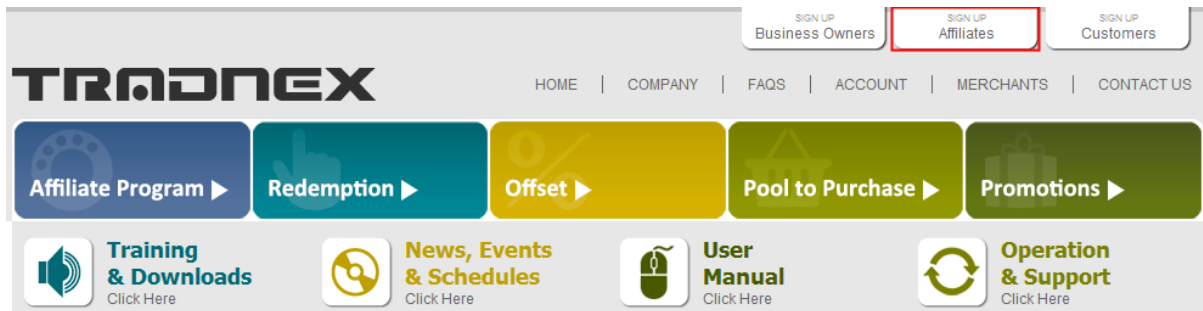 SIGN UP
Business Owners
SIGN UP
Affiliates
SIGN UP
Customers
TRADNEX
HOME | COMPANY | FAQS | ACCOUNT | MERCHANTS | CONTACT US
Affiliate Program
Redemption
Offset
Pool to Purchase
Promotions
Training
& Downloads
Click Here
News, Events
& Schedules
Click Here
User
Manual
Click Here
Operation
& Support
Click Here